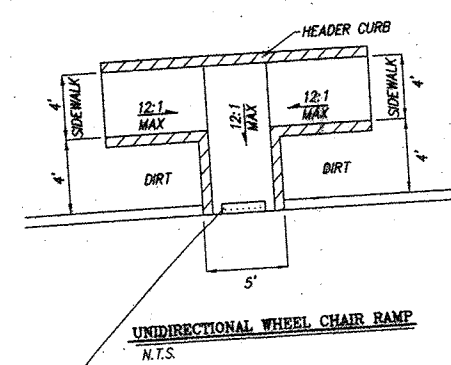 HEADER CURB
4'
SIDEWALK
12:1
MAX
12:1
MAX
12:1
MAX
SIDEWALK
4'
4'
DIRT
DIRT
4'
5'
UNIDIRECTIONAL WHEEL CHAIR RAMP
N.T.S.